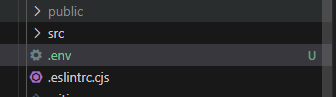 public
src
.env U
.eslintrc.cjs